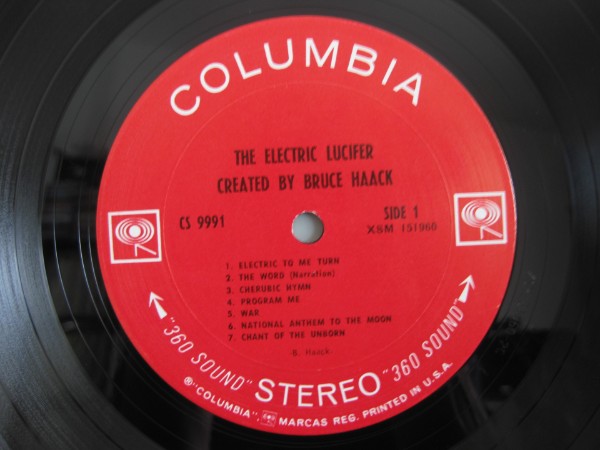 COLUMBIA
THE ELECTRIC LUCIFER
CREATED BY BRUCE HAACK
CS 9991
SIDE 1
XSM 151960
1. ELECTRIC TO ME TURN
2. THE WORD (Narration)
3. CHERUBIC HYMN
4. PROGRAM ME
5. WAR
6. NATIONAL ANTHEM TO THE MOON
7. CHANT OF THE UNBORN
-B. Haack-
"360 SOUND" STEREO "360 SOUND"
® "COLUMBIA", MARCAS REG. PRINTED IN U.S.A.